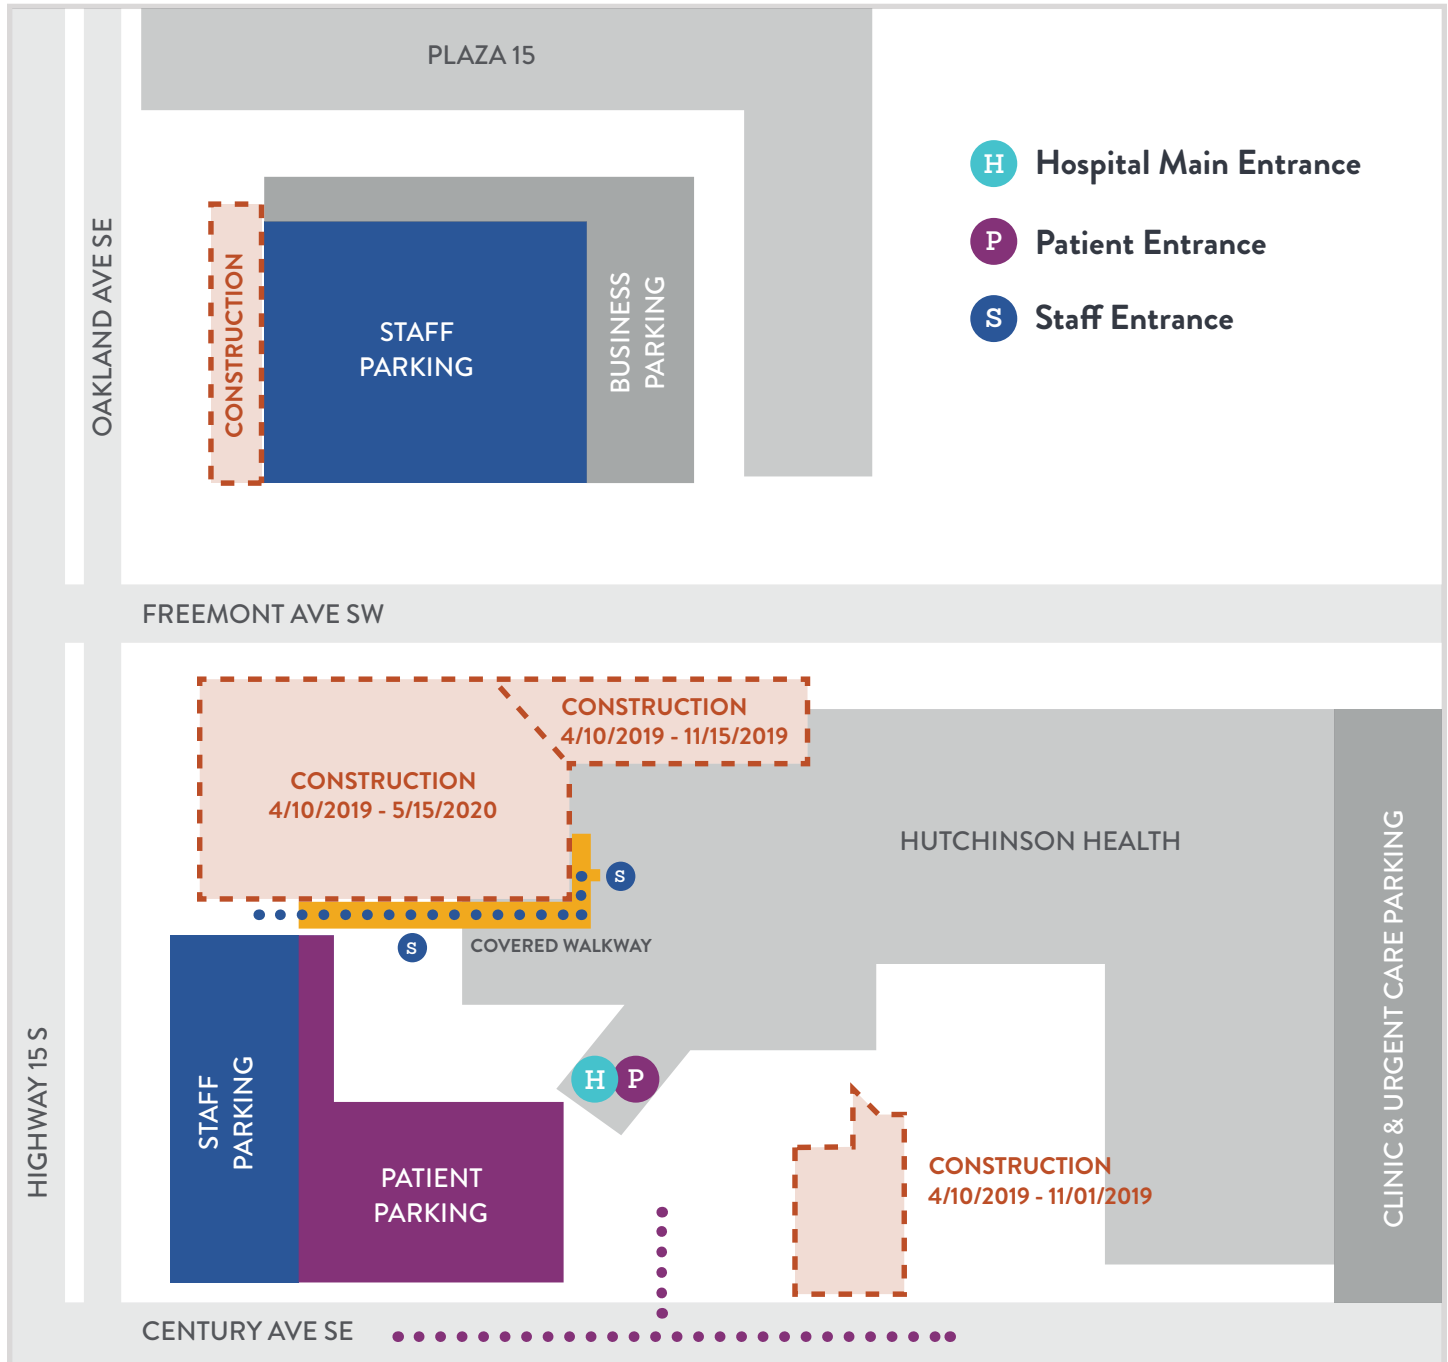 PLAZA 15
H Hospital Main Entrance
P Patient Entrance
S Staff Entrance
OAKLAND AVE SE
CONSTRUCTION
STAFF
PARKING
BUSINESS
PARKING
FREEMONT AVE SW
CONSTRUCTION
4/10/2019 - 11/15/2019
CONSTRUCTION
4/10/2019 - 5/15/2020
HUTCHINSON HEALTH
S
S
COVERED WALKWAY
CLINIC & URGENT CARE PARKING
HIGHWAY 15 S
STAFF
PARKING
H P
PATIENT
PARKING
CONSTRUCTION
4/10/2019 - 11/01/2019
CENTURY AVE SE